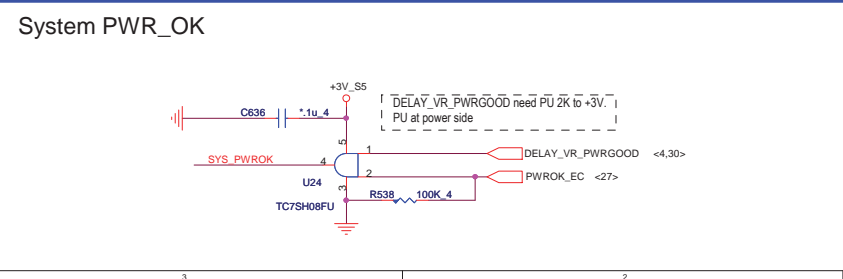 System PWR_OK
+3V_S5
C636
*.1u_4
DELAY_VR_PWRGOOD need PU 2K to +3V.
PU at power side
5
1
DELAY_VR_PWRGOOD <4,30>
SYS_PWROK
4
2
PWROK_EC <27>
U24
3
R538
100K_4
TC7SH08FU
3
2